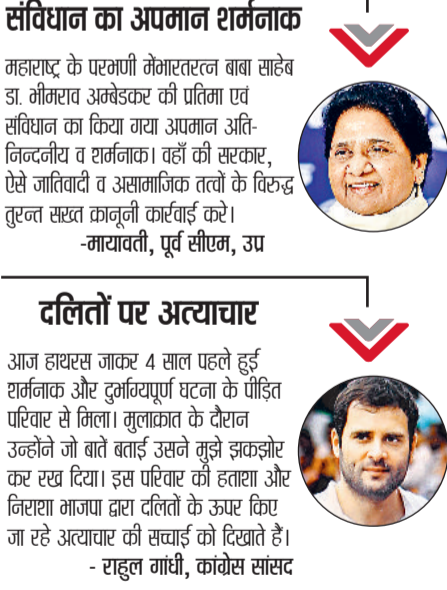 संविधान का अपमान शर्मनाक
महाराष्ट्र के परभणी मेंभारतरत्न बाबा साहेब
डा. भीमराव अम्बेडकर की प्रतिमा एवं
संविधान का किया गया अपमान अति-
निन्दनीय व शर्मनाक। वहाँ की सरकार,
ऐसे जातिवादी व असामाजिक तत्वों के विरुद्ध
तुरन्त सख्त क़ानूनी कार्रवाई करे।
-मायावती, पूर्व सीएम, उप्र
दलितों पर अत्याचार
आज हाथरस जाकर 4 साल पहले हुई
शर्मनाक और दुर्भाग्यपूर्ण घटना के पीड़ित
परिवार से मिला। मुलाक़ात के दौरान
उन्होंने जो बातें बताई उसने मुझे झकझोर
कर रख दिया। इस परिवार की हताशा और
निराशा भाजपा द्वारा दलितों के ऊपर किए
जा रहे अत्याचार की सच्चाई को दिखाते हैं।
- राहुल गांधी, कांग्रेस सांसद